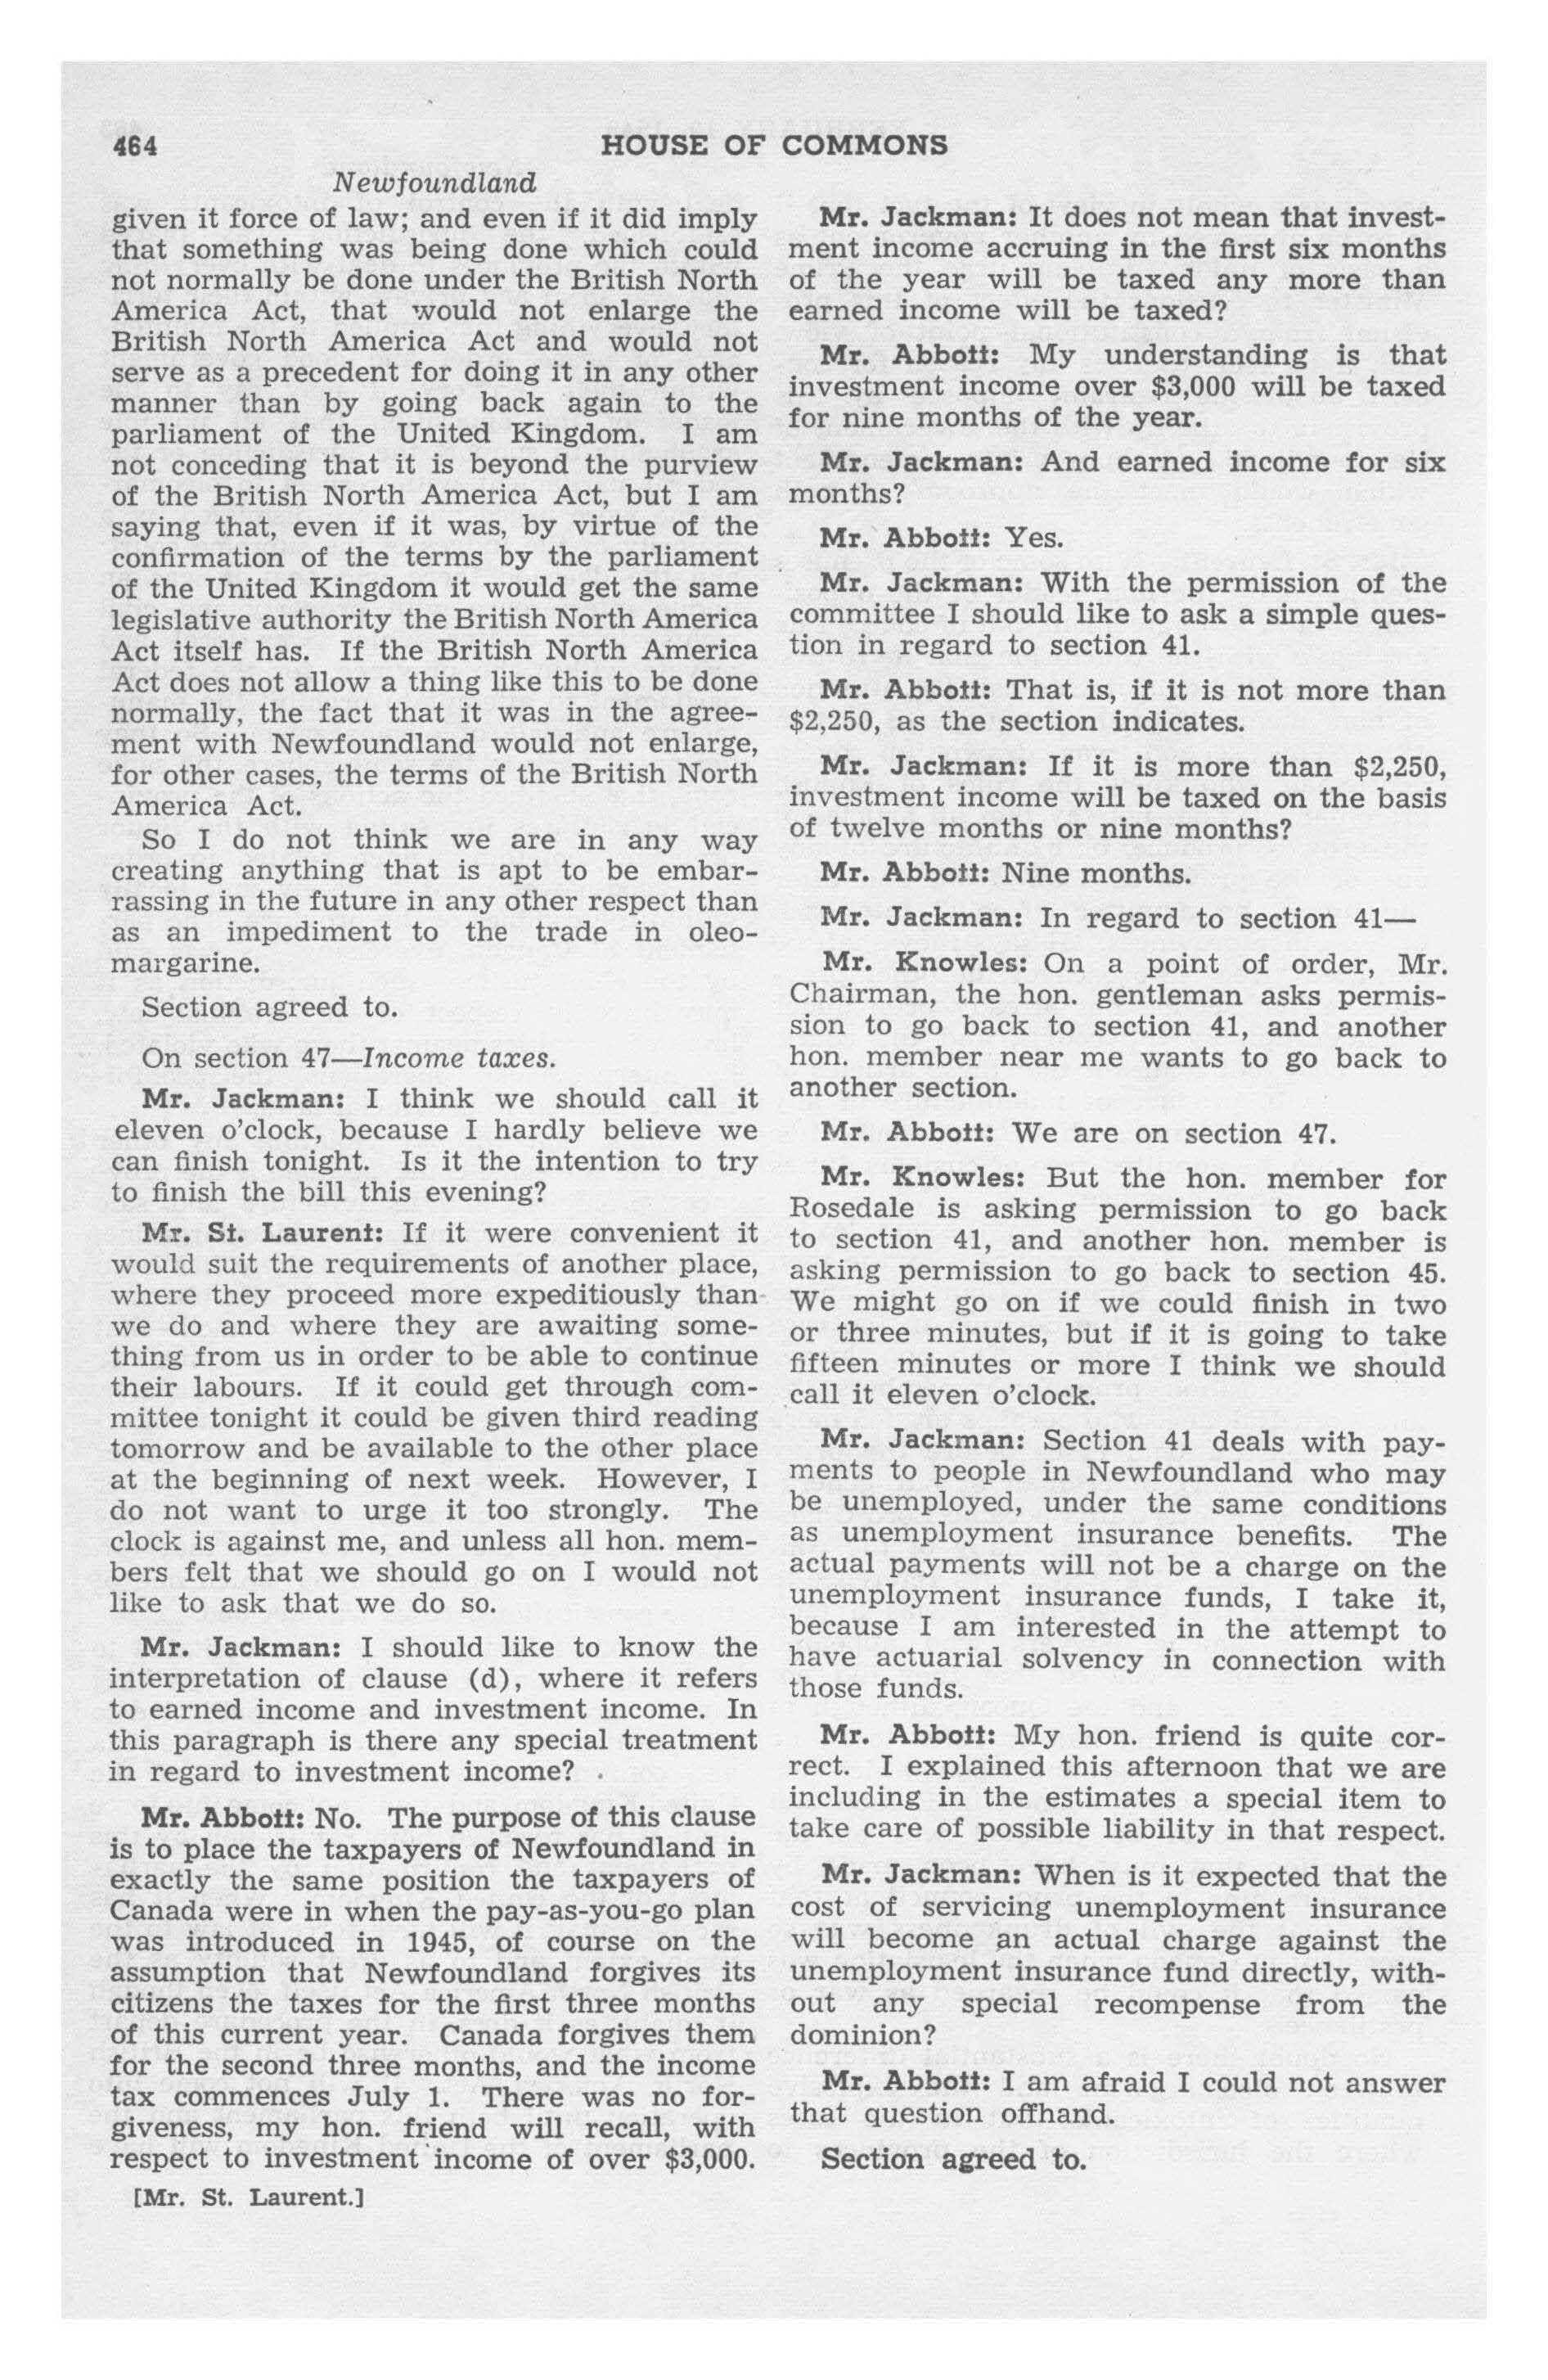 464
HOUSE OF COMMONS
Newfoundland
given it force of law; and even if it did imply
that something was being done which could
not normally be done under the British North
America Act, that would not enlarge the
British North America Act and would not
serve as a precedent for doing it in any other
manner than by going back again to the
parliament of the United Kingdom. I am
not conceding that it is beyond the purview
of the British North America Act, but I am
saying that, even if it was, by virtue of the
confirmation of the terms by the parliament
of the United Kingdom it would get the same
legislative authority the British North America
Act itself has. If the British North America
Act does not allow a thing like this to be done
normally, the fact that it was in the agree-
ment with Newfoundland would not enlarge,
for other cases, the terms of the British North
America Act.
So I do not think we are in any way
creating anything that is apt to be embar-
rassing in the future in any other respect than
as an impediment to the trade in oleo-
margarine.
Section agreed to.
On section 47—Income taxes.
Mr. Jackman: I think we should call it
eleven o'clock, because I hardly believe we
can finish tonight. Is it the intention to try
to finish the bill this evening?
Mr. St. Laurent: If it were convenient it
would suit the requirements of another place,
where they proceed more expeditiously than
we do and where they are awaiting some-
thing from us in order to be able to continue
their labours. If it could get through com-
mittee tonight it could be given third reading
tomorrow and be available to the other place
at the beginning of next week. However, I
do not want to urge it too strongly. The
clock is against me, and unless all hon. mem-
bers felt that we should go on I would not
like to ask that we do so.
Mr. Jackman: I should like to know the
interpretation of clause (d), where it refers
to earned income and investment income. In
this paragraph is there any special treatment
in regard to investment income?
Mr. Abbott: No. The purpose of this clause
is to place the taxpayers of Newfoundland in
exactly the same position the taxpayers of
Canada were in when the pay-as-you-go plan
was introduced in 1945, of course on the
assumption that Newfoundland forgives its
citizens the taxes for the first three months
of this current year. Canada forgives them
for the second three months, and the income
tax commences July 1. There was no for-
giveness, my hon. friend will recall, with
respect to investment income of over $3,000.
[Mr. St. Laurent.]
Mr. Jackman: It does not mean that invest-
ment income accruing in the first six months
of the year will be taxed any more than
earned income will be taxed?
Mr. Abbott: My understanding is that
investment income over $3,000 will be taxed
for nine months of the year.
Mr. Jackman: And earned income for six
months?
Mr. Abbott: Yes.
Mr. Jackman: With the permission of the
committee I should like to ask a simple ques-
tion in regard to section 41.
Mr. Abbott: That is, if it is not more than
$2,250, as the section indicates.
Mr. Jackman: If it is more than $2,250,
investment income will be taxed on the basis
of twelve months or nine months?
Mr. Abbott: Nine months.
Mr. Jackman: In regard to section 41—
Mr. Knowles: On a point of order, Mr.
Chairman, the hon. gentleman asks permis-
sion to go back to section 41, and another
hon. member near me wants to go back to
another section.
Mr. Abbott: We are on section 47.
Mr. Knowles: But the hon. member for
Rosedale is asking permission to go back
to section 41, and another hon. member is
asking permission to go back to section 45.
We might go on if we could finish in two
or three minutes, but if it is going to take
fifteen minutes or more I think we should
call it eleven o'clock.
Mr. Jackman: Section 41 deals with pay-
ments to people in Newfoundland who may
be unemployed, under the same conditions
as unemployment insurance benefits. The
actual payments will not be a charge on the
unemployment insurance funds, I take it,
because I am interested in the attempt to
have actuarial solvency in connection with
those funds.
Mr. Abbott: My hon. friend is quite cor-
rect. I explained this afternoon that we are
including in the estimates a special item to
take care of possible liability in that respect.
Mr. Jackman: When is it expected that the
cost of servicing unemployment insurance
will become an actual charge against the
unemployment insurance fund directly, with-
out any special recompense from the
dominion?
Mr. Abbott: I am afraid I could not answer
that question offhand.
Section agreed to.